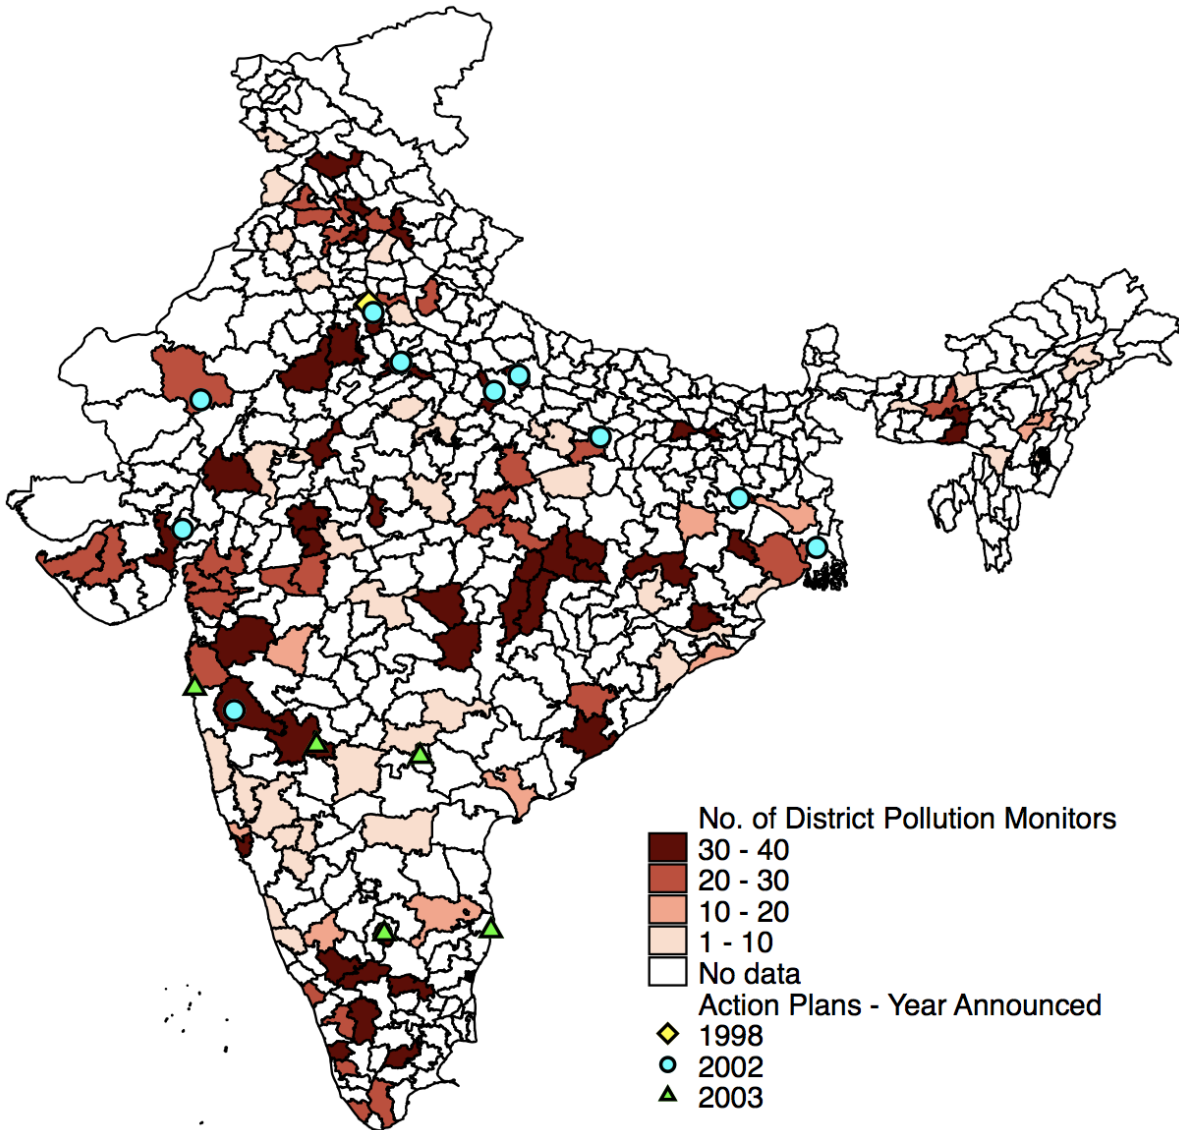 No. of District Pollution Monitors
30 - 40
20 - 30
10 - 20
1 - 10
No data
Action Plans - Year Announced
1998
2002
2003